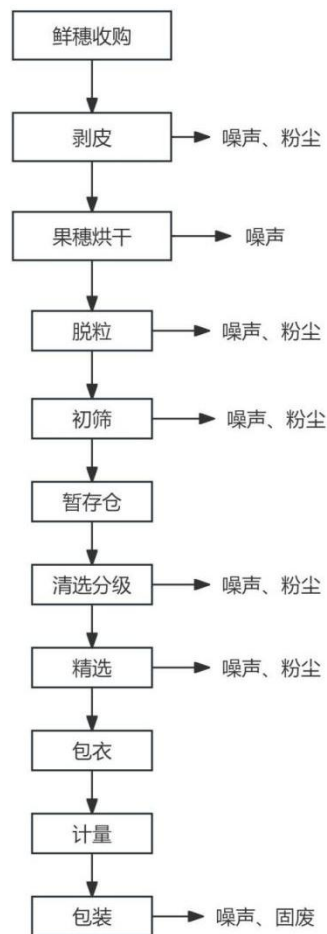 鲜穗收购
剥皮
噪声、粉尘
果穗烘干
噪声
脱粒
噪声、粉尘
初筛
噪声、粉尘
暂存仓
清选分级
噪声、粉尘
精选
噪声、粉尘
包衣
计量
包装
噪声、固废